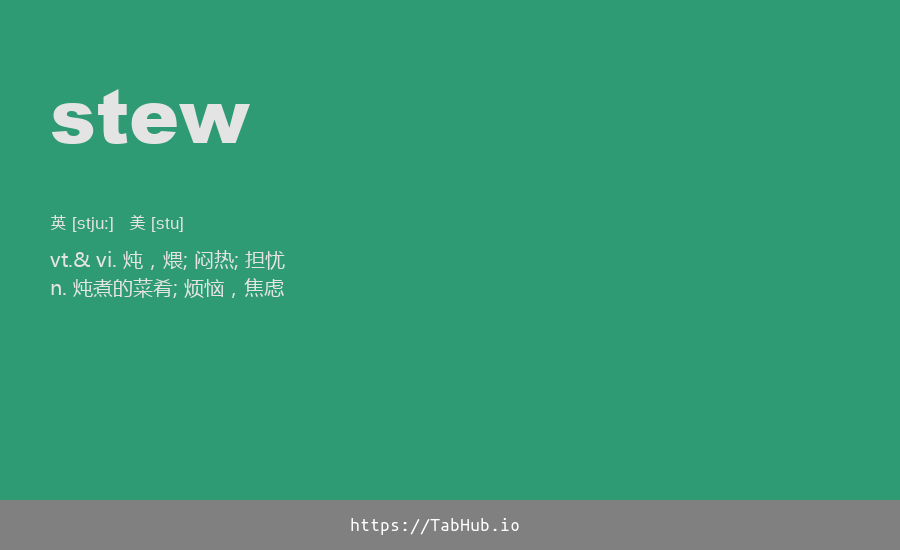 stew
英 [stju:] 美 [stu]
vt.& vi. 炖，煨; 闷热; 担忧
n. 炖煮的菜肴; 烦恼，焦虑
https://TabHub.io